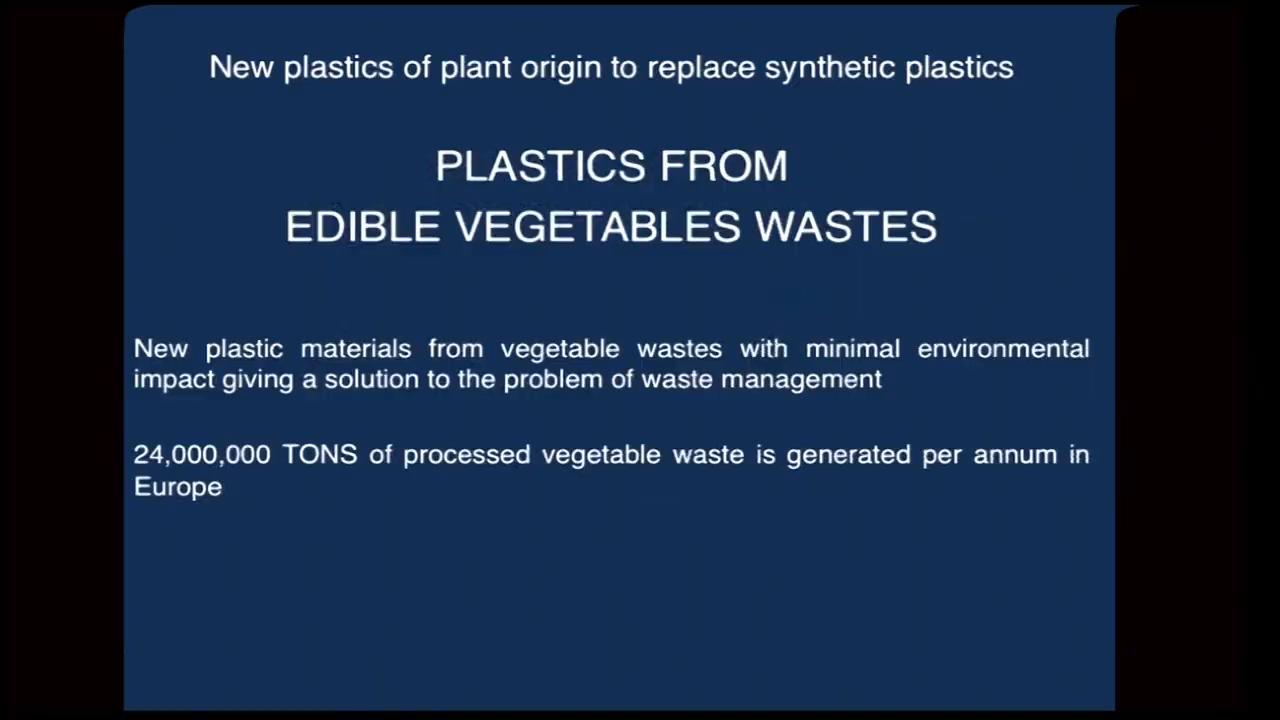 New plastics of plant origin to replace synthetic plastics
PLASTICS FROM
EDIBLE VEGETABLES WASTES
New plastic materials from vegetable wastes with minimal environmental
impact giving a solution to the problem of waste management
24,000,000 TONS of processed vegetable waste is generated per annum in
Europe